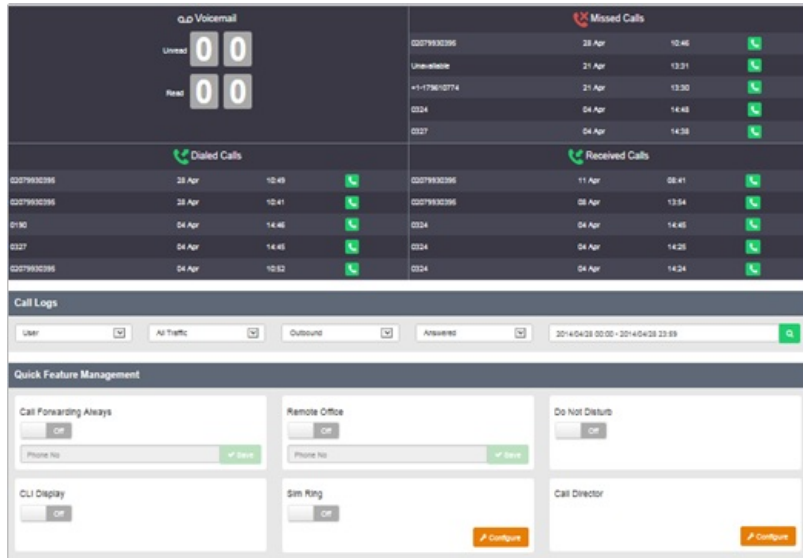 Voicemail
Unread 0 0
Read 0 0
Missed Calls
02079930395 28 Apr 10:46
Unavailable 21 Apr 13:31
+1-179610774 21 Apr 13:30
0324 04 Apr 14:48
0327 04 Apr 14:38
Dialed Calls
02079930395 28 Apr 10:49
02079930395 28 Apr 10:41
0190 04 Apr 14:46
0327 04 Apr 14:45
02079930395 04 Apr 10:52
Received Calls
02079930395 11 Apr 08:41
02079930395 08 Apr 13:54
0324 04 Apr 14:45
0324 04 Apr 14:25
0324 04 Apr 14:24
Call Logs
User All Traffic Outbound Answered 2014/04/28 00:00 - 2014/04/28 23:59
Quick Feature Management
Call Forwarding Always
Off
Phone No Save
Remote Office
Off
Phone No Save
Do Not Disturb
Off
CLI Display
Off
Sim Ring
Off
Configure
Call Director
Configure